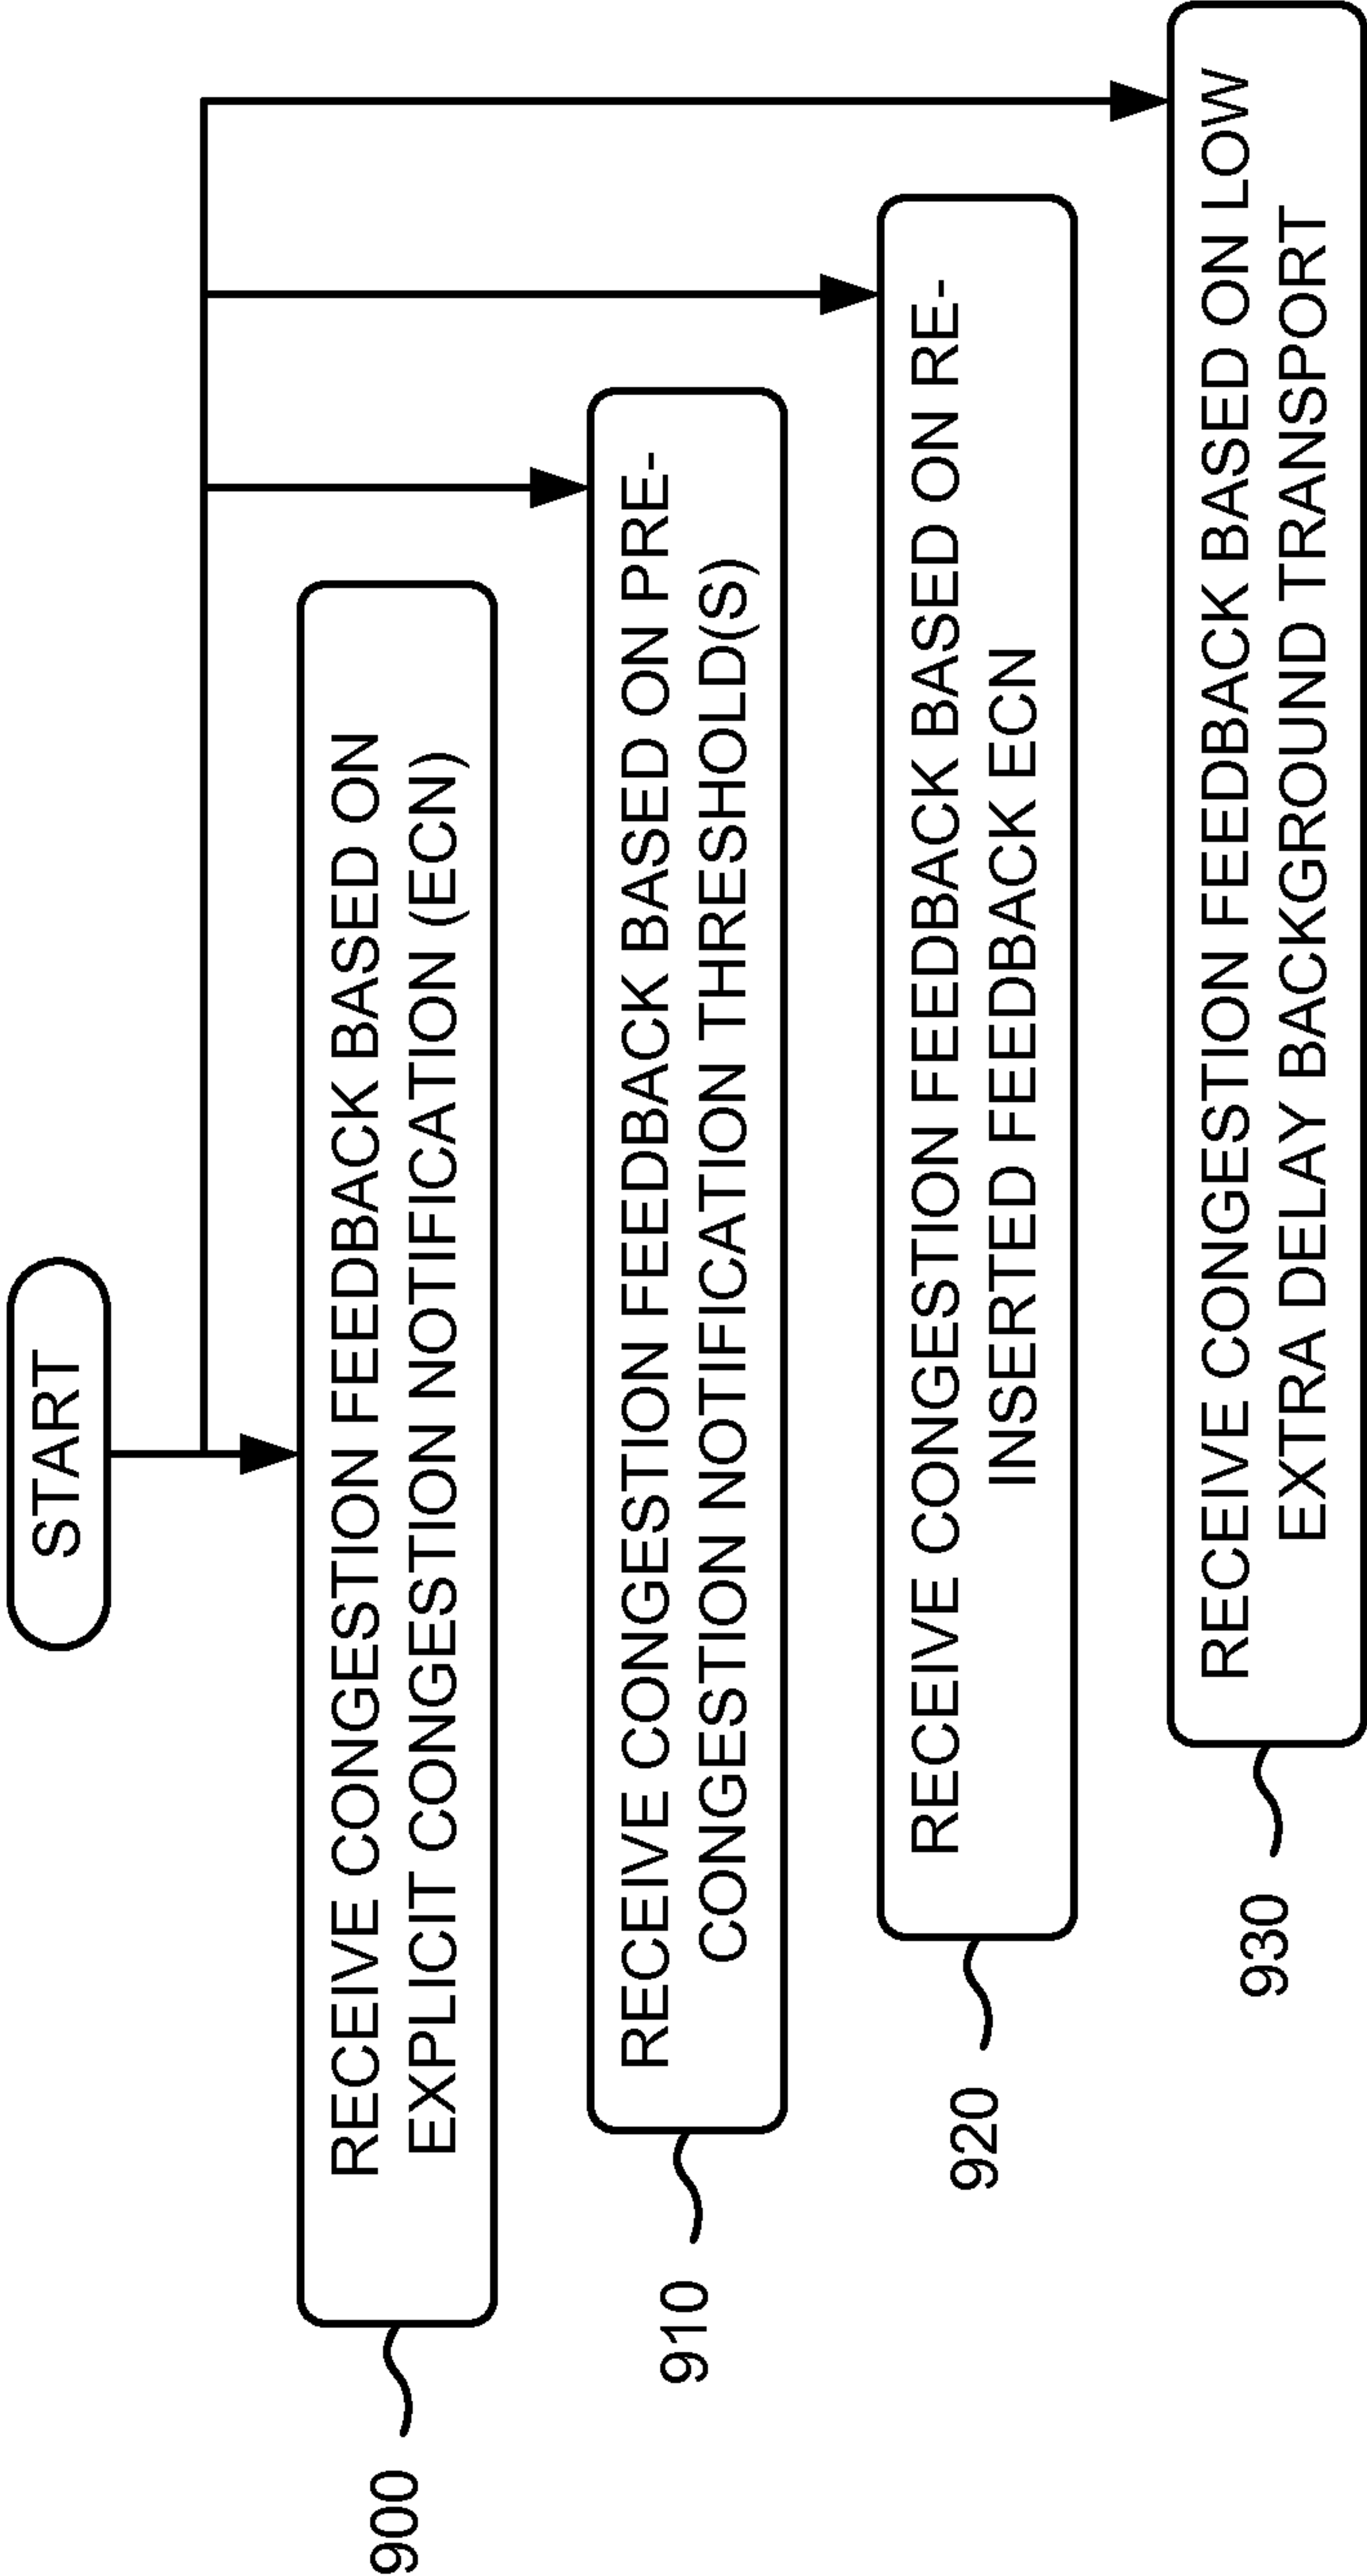 START
900
RECEIVE CONGESTION FEEDBACK BASED ON
EXPLICIT CONGESTION NOTIFICATION (ECN)
910
RECEIVE CONGESTION FEEDBACK BASED ON PRE-
CONGESTION NOTIFICATION THRESHOLD(S)
920
RECEIVE CONGESTION FEEDBACK BASED ON RE-
INSERTED FEEDBACK ECN
930
RECEIVE CONGESTION FEEDBACK BASED ON LOW
EXTRA DELAY BACKGROUND TRANSPORT